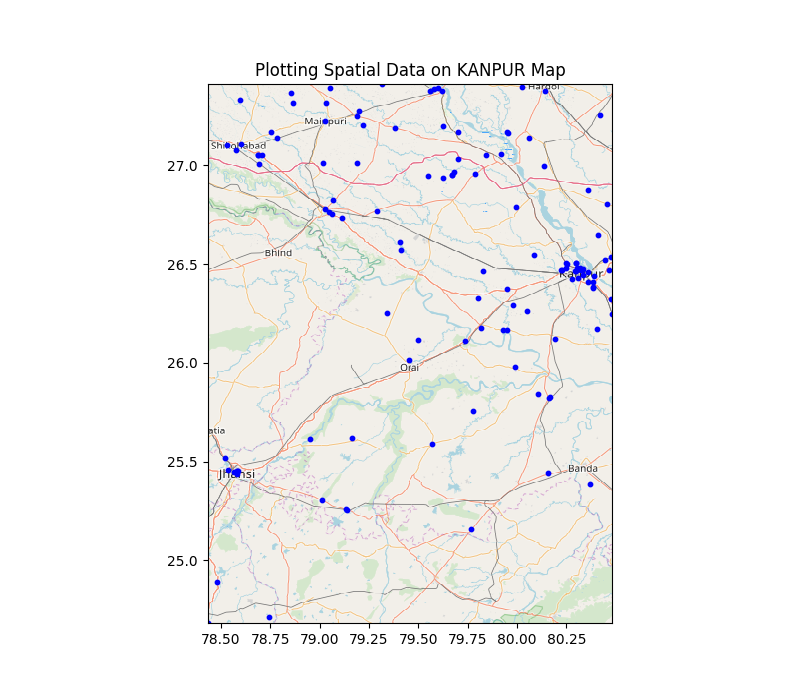 Plotting Spatial Data on KANPUR Map
Hardoi
Mainpuri
Shikohabad
27.0
Bhind
26.5
Kanpur
26.0
Orai
atia
25.5
Jhansi
Banda
25.0
78.50 78.75 79.00 79.25 79.50 79.75 80.00 80.25